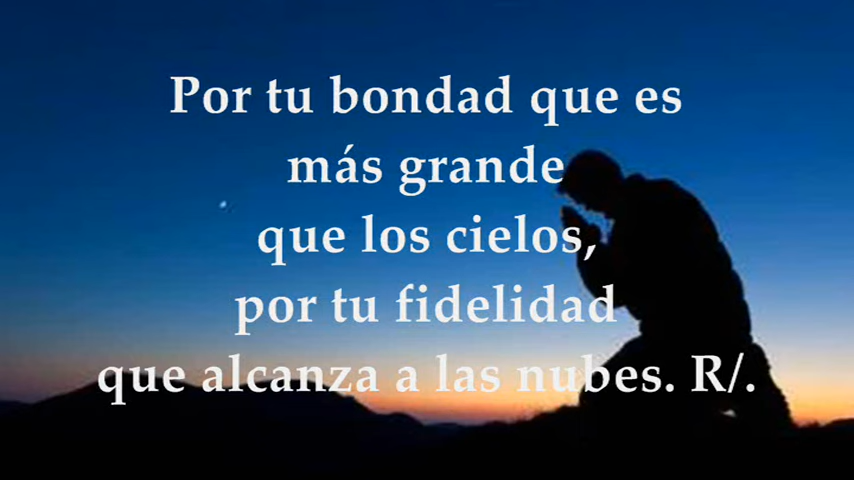 Por tu bondad que es
más grande
que los cielos,
por tu fidelidad
que alcanza a las nubes. R/.